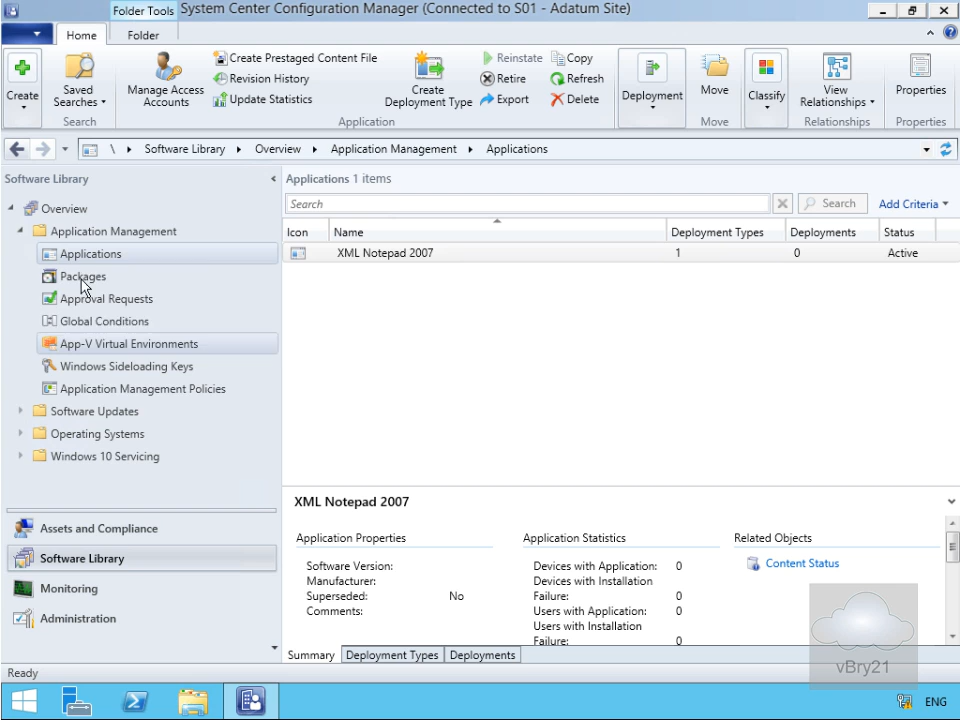 Folder Tools System Center Configuration Manager (Connected to S01 - Adatum Site)
Home Folder
Create
Saved Searches
Search
Manage Access Accounts
Create Prestaged Content File
Revision History
Update Statistics
Create Deployment Type
Reinstate
Retire
Export
Copy
Refresh
Delete
Application
Deployment
Move
Move
Classify
View Relationships
Relationships
Properties
Properties
\ Software Library Overview Application Management Applications
Software Library
Overview
Application Management
Applications
Packages
Approval Requests
Global Conditions
App-V Virtual Environments
Windows Sideloading Keys
Application Management Policies
Software Updates
Operating Systems
Windows 10 Servicing
Assets and Compliance
Software Library
Monitoring
Administration
Applications 1 items
Search Search Add Criteria
Icon Name Deployment Types Deployments Status
XML Notepad 2007 1 0 Active
XML Notepad 2007
Application Properties
Software Version:
Manufacturer:
Superseded: No
Comments:
Application Statistics
Devices with Application: 0
Devices with Installation
Failure: 0
Users with Application: 0
Users with Installation
Failure: 0
Related Objects
Content Status
vBry21
Summary Deployment Types Deployments
Ready
ENG